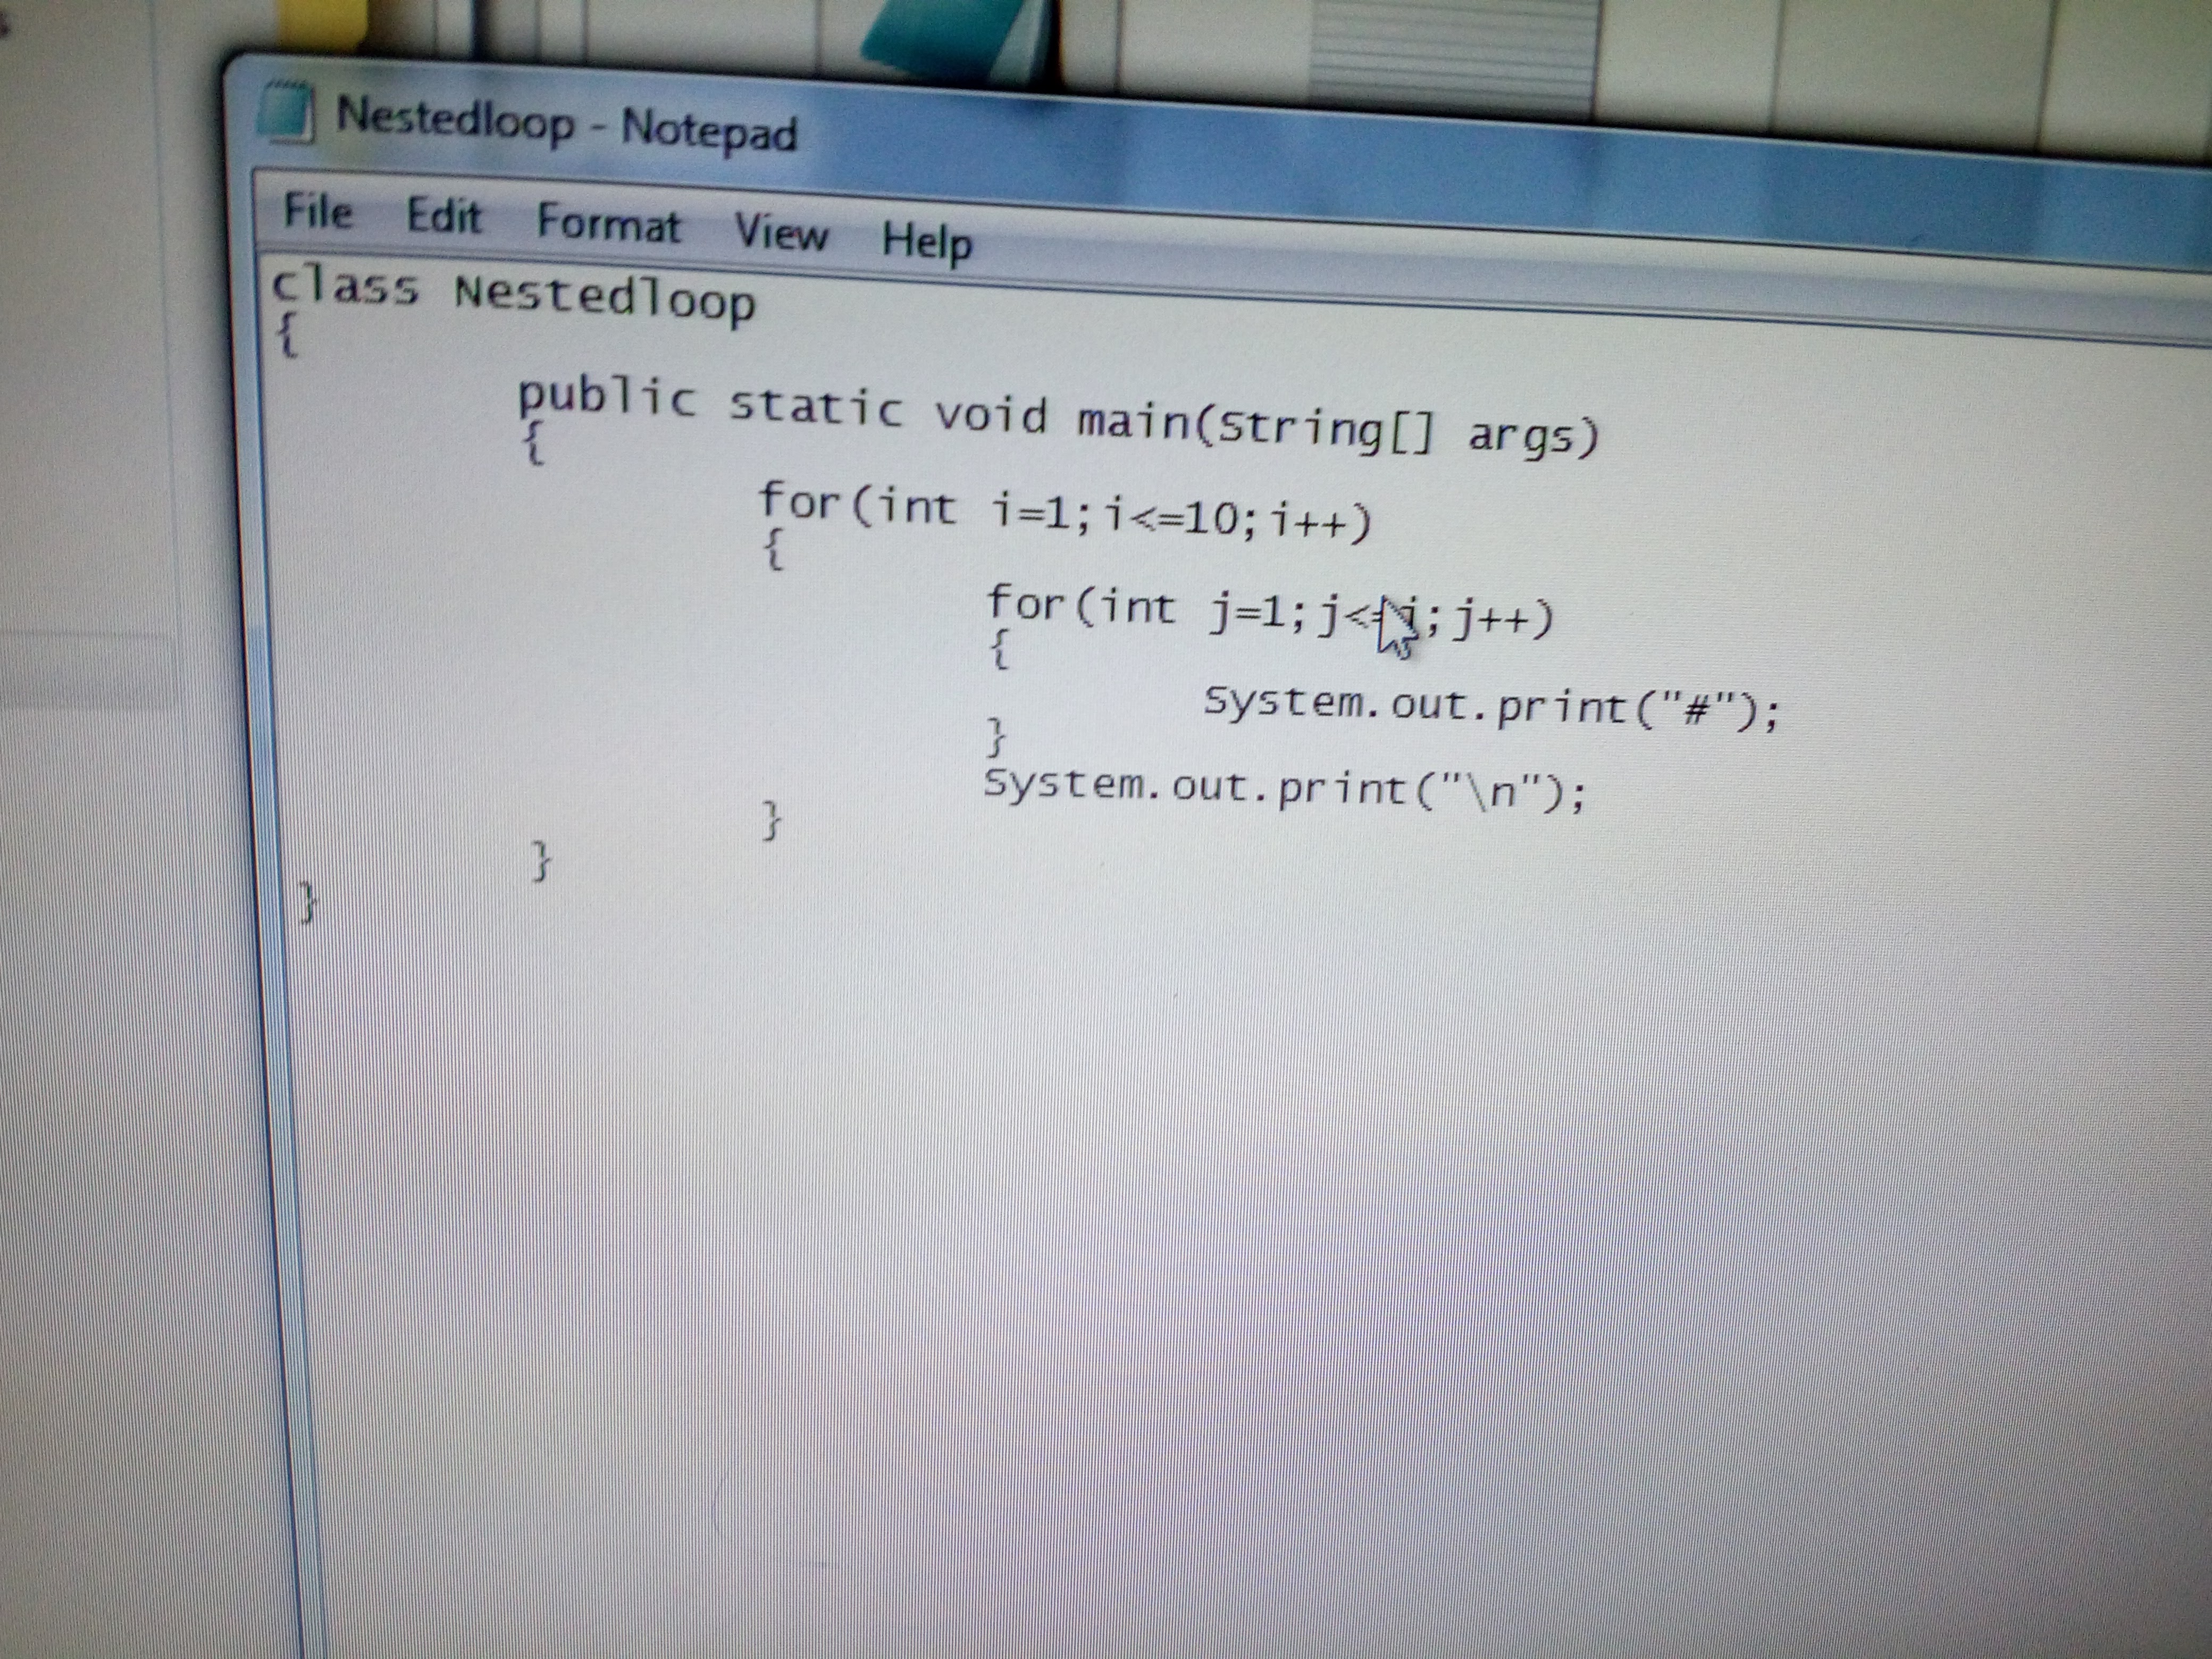 Nestedloop - Notepad
File Edit Format View Help
class Nestedloop
{
public static void main(String[] args)
{
for(int i=1;i<=10;i++)
{
for(int j=1;j<=i;j++)
{
System.out.print("#");
}
System.out.print("\n");
}
}
}